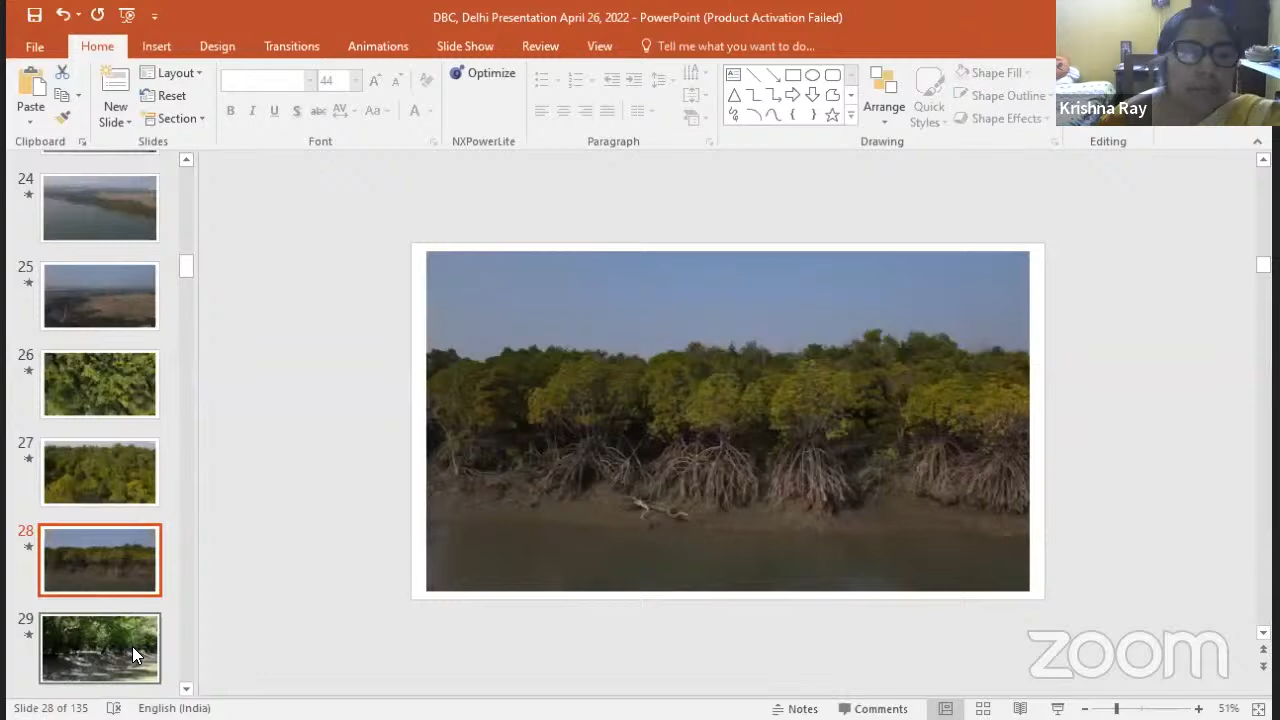 DBC, Delhi Presentation April 26, 2022 - PowerPoint (Product Activation Failed)
File Home Insert Design Transitions Animations Slide Show Review View Tell me what you want to do...
Paste
New Slide
Layout
Reset
Section
44
B I U S abc AV Aa A
Optimize
Arrange
Quick Styles
Shape Fill
Shape Outline
Shape Effects
Krishna Ray
Clipboard Slides Font NXPowerLite Paragraph Drawing Editing
24
25
26
27
28
29
zoom
Slide 28 of 135 English (India) Notes Comments 51%